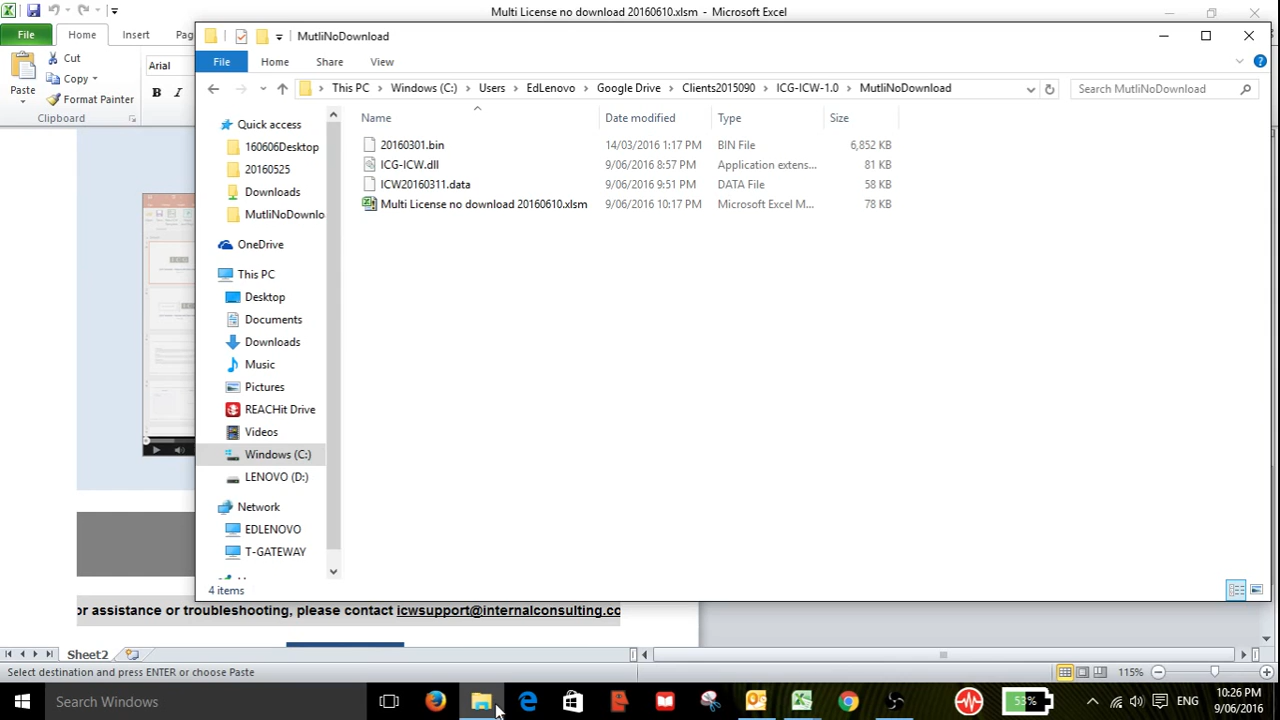 Multi License no download 20160610.xlsm - Microsoft Excel
File Home Insert Pag
Paste
Cut
Copy
Format Painter
Clipboard
Arial
B I
MutliNoDownload
File Home Share View
This PC Windows (C:) Users EdLenovo Google Drive Clients2015090 ICG-ICW-1.0 MutliNoDownload
Search MutliNoDownload
Name Date modified Type Size
20160301.bin 14/03/2016 1:17 PM BIN File 6,852 KB
ICG-ICW.dll 9/06/2016 8:57 PM Application extens... 81 KB
ICW20160311.data 9/06/2016 9:51 PM DATA File 58 KB
Multi License no download 20160610.xlsm 9/06/2016 10:17 PM Microsoft Excel M... 78 KB
Quick access
160606Desktop
20160525
Downloads
MutliNoDownlo
OneDrive
This PC
Desktop
Documents
Downloads
Music
Pictures
REACHit Drive
Videos
Windows (C:)
LENOVO (D:)
Network
EDLENOVO
T-GATEWAY
4 items
or assistance or troubleshooting, please contact icwsupport@internalconsulting.co
Sheet2
Select destination and press ENTER or choose Paste
115%
Search Windows
53%
ENG
10:26 PM
9/06/2016